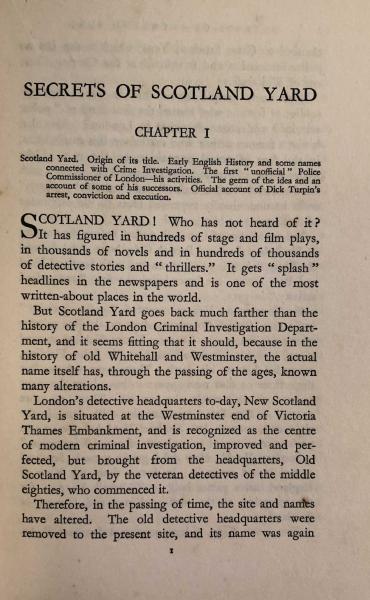 SECRETS OF SCOTLAND YARD
CHAPTER I
Scotland Yard. Origin of its title. Early English History and some names
connected with Crime Investigation. The first "unofficial" Police
Commissioner of London—his activities. The germ of the idea and an
account of some of his successors. Official account of Dick Turpin's
arrest, conviction and execution.
SCOTLAND YARD! Who has not heard of it?
It has figured in hundreds of stage and film plays,
in thousands of novels and in hundreds of thousands
of detective stories and "thrillers." It gets "splash"
headlines in the newspapers and is one of the most
written-about places in the world.
But Scotland Yard goes back much farther than the
history of the London Criminal Investigation Depart-
ment, and it seems fitting that it should, because in the
history of old Whitehall and Westminster, the actual
name itself has, through the passing of the ages, known
many alterations.
London's detective headquarters to-day, New Scotland
Yard, is situated at the Westminster end of Victoria
Thames Embankment, and is recognized as the centre
of modern criminal investigation, improved and per-
fected, but brought from the headquarters, Old
Scotland Yard, by the veteran detectives of the middle
eighties, who commenced it.
Therefore, in the passing of time, the site and names
have altered. The old detective headquarters were
removed to the present site, and its name was again
1